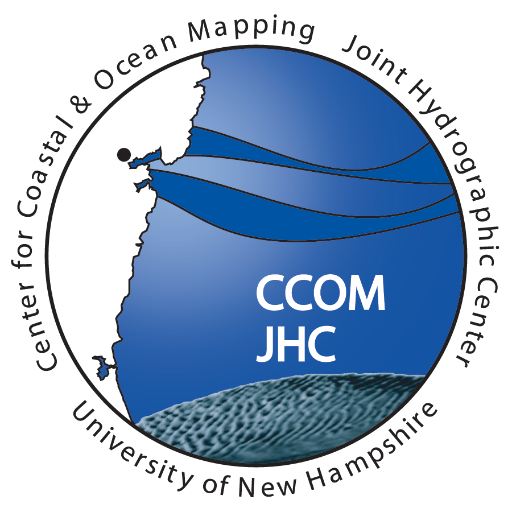 Center for Coastal & Ocean Mapping
Joint Hydrographic Center
CCOM
JHC
University of New Hampshire